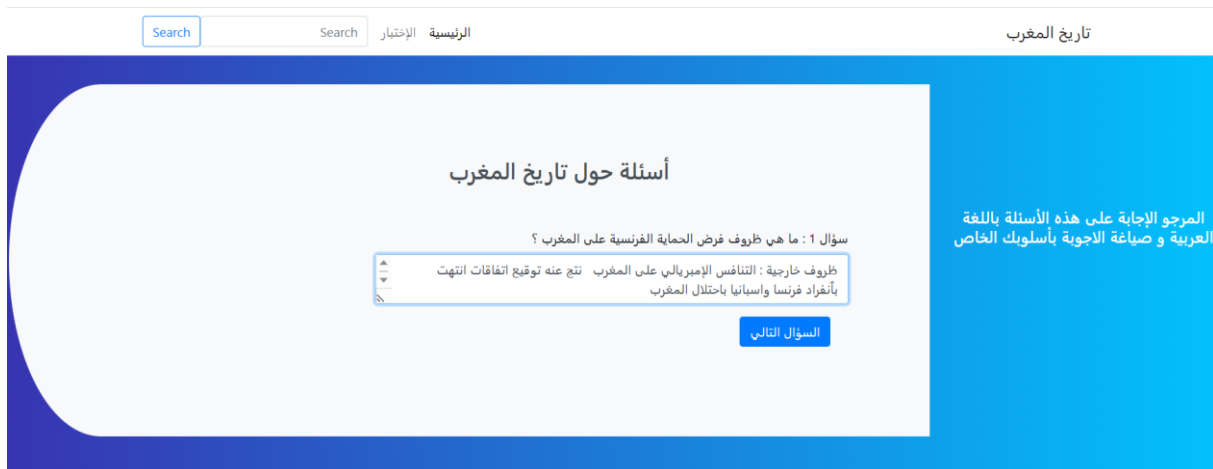 تاريخ المغرب
الرئيسية
الإختبار
Search
Search
المرجو الإجابة على هذه الأسئلة باللغة
العربية و صياغة الاجوبة بأسلوبك الخاص
أسئلة حول تاريخ المغرب
سؤال 1 : ما هي ظروف فرض الحماية الفرنسية على المغرب ؟
ظروف خارجية : التنافس الإمبريالي على المغرب نتج عنه توقيع اتفاقات انتهت
بأنفراد فرنسا واسبانيا باحتلال المغرب
السؤال التالي